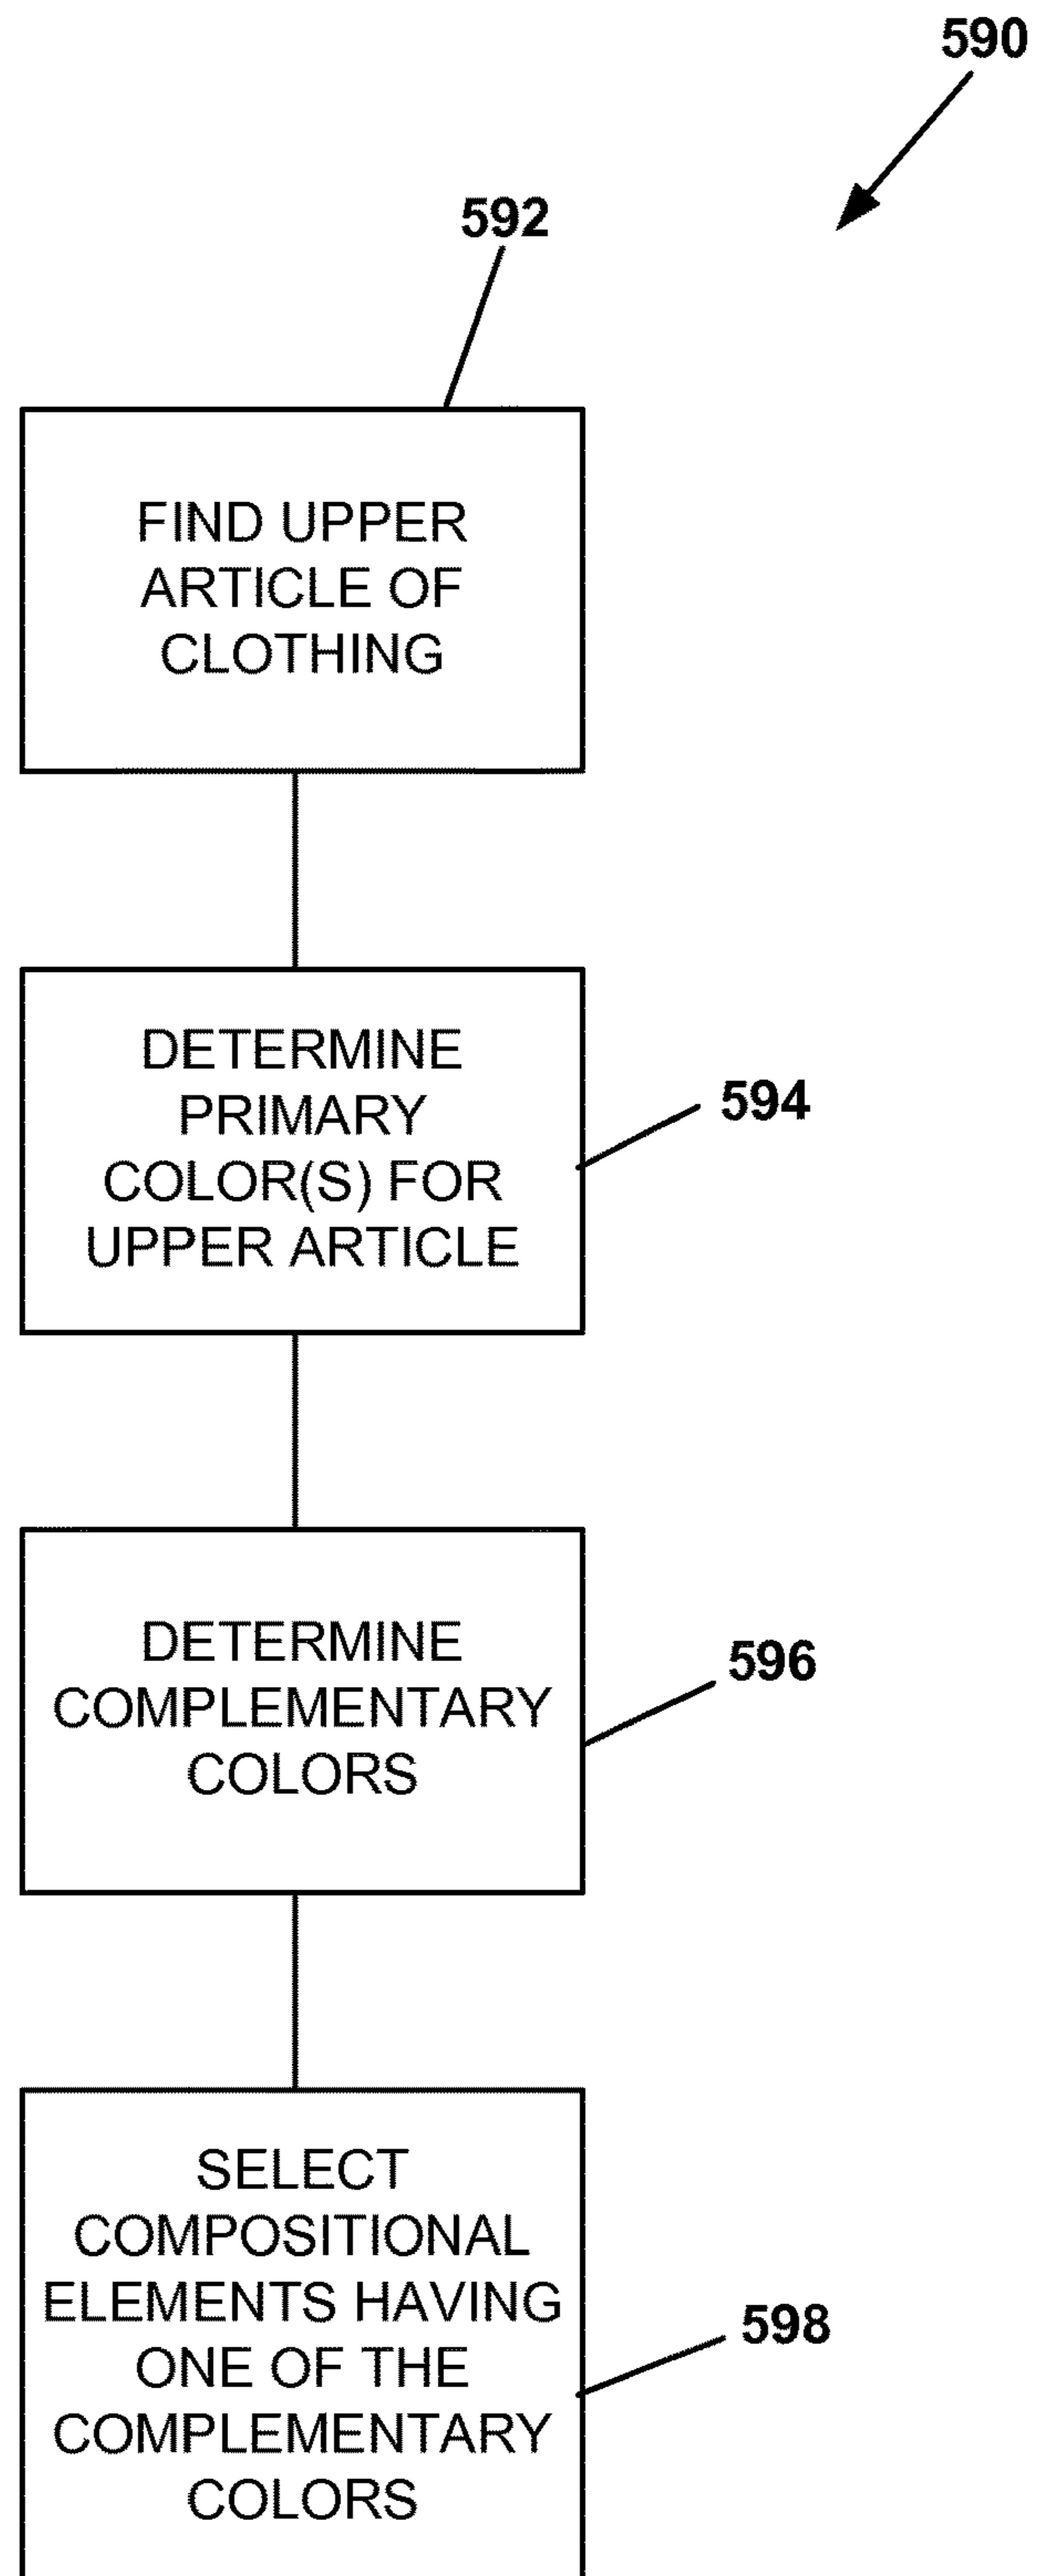 590
592
FIND UPPER
ARTICLE OF
CLOTHING
DETERMINE
PRIMARY
COLOR(S) FOR
UPPER ARTICLE
594
DETERMINE
COMPLEMENTARY
COLORS
596
SELECT
COMPOSITIONAL
ELEMENTS HAVING
ONE OF THE
COMPLEMENTARY
COLORS
598